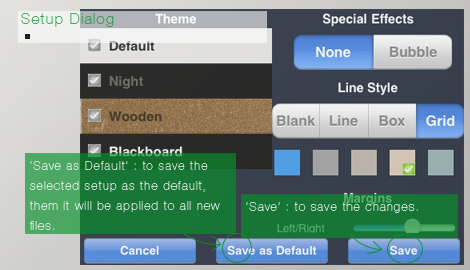 Setup Dialog
Theme
Default
Night
Wooden
Blackboard
Special Effects
None Bubble
Line Style
Blank Line Box Grid
'Save as Default' : to save the
selected setup as the default,
them it will be applied to all new
files.
Margins
'Save' : to save the changes.
Left/Right
Cancel Save as Default Save